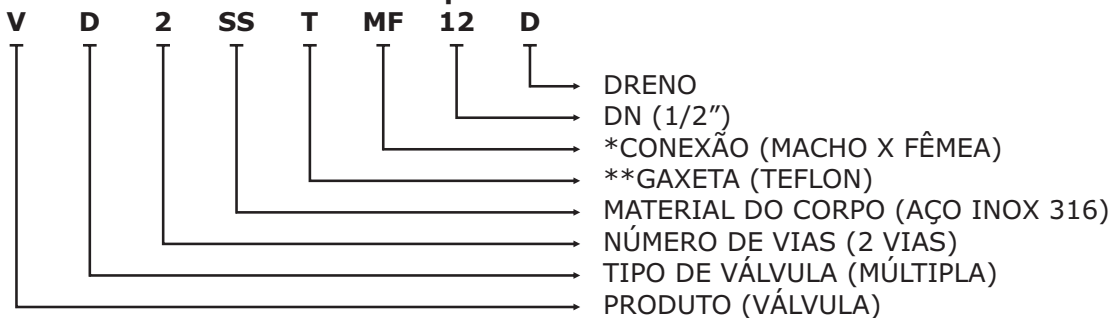 V D 2 SS T MF 12 D
DRENO
DN (1/2”)
*CONEXÃO (MACHO X FÊMEA)
**GAXETA (TEFLON)
MATERIAL DO CORPO (AÇO INOX 316)
NÚMERO DE VIAS (2 VIAS)
TIPO DE VÁLVULA (MÚLTIPLA)
PRODUTO (VÁLVULA)